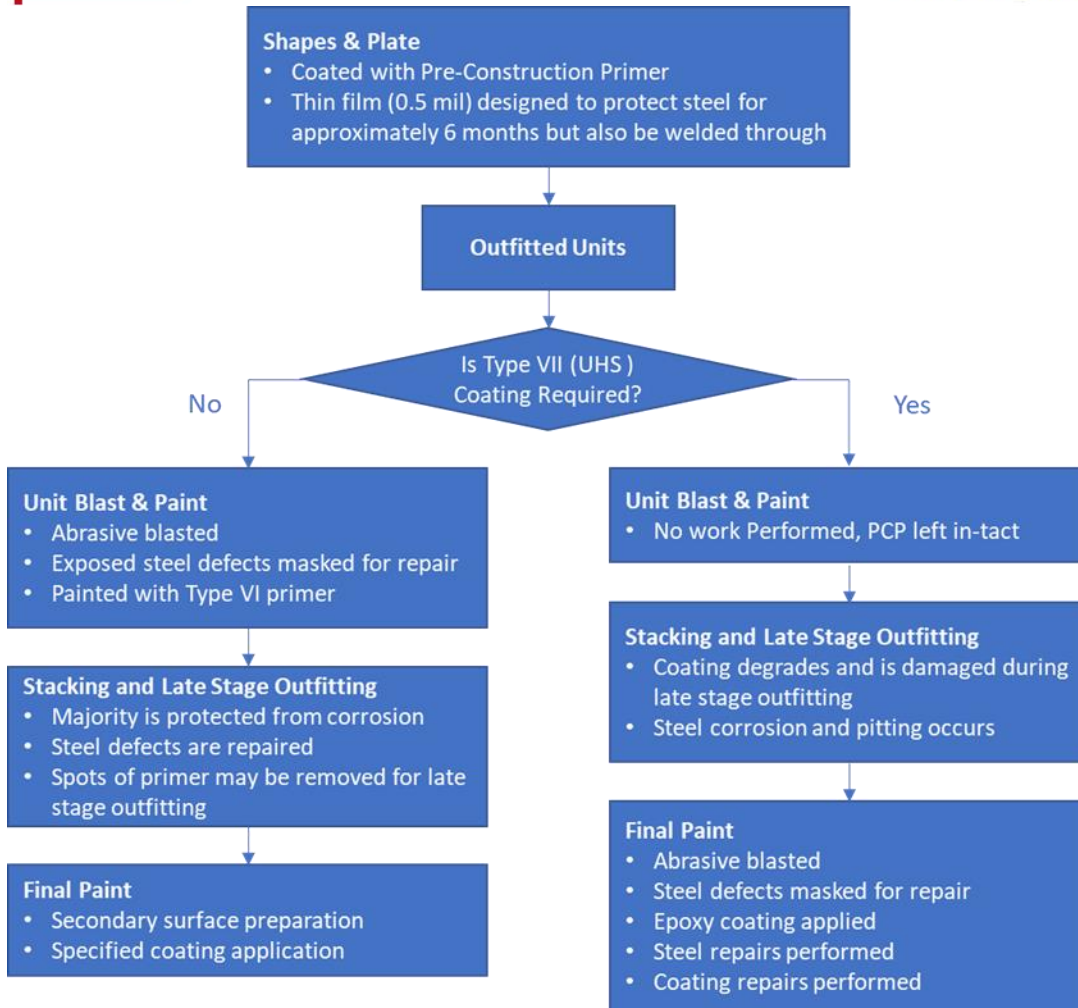 Shapes & Plate
• Coated with Pre-Construction Primer
• Thin film (0.5 mil) designed to protect steel for
approximately 6 months but also be welded through
Outfitted Units
Is Type VII (UHS )
Coating Required?
No
Yes
Unit Blast & Paint
• Abrasive blasted
• Exposed steel defects masked for repair
• Painted with Type VI primer
Stacking and Late Stage Outfitting
• Majority is protected from corrosion
• Steel defects are repaired
• Spots of primer may be removed for late
stage outfitting
Final Paint
• Secondary surface preparation
• Specified coating application
Unit Blast & Paint
• No work Performed, PCP left in-tact
Stacking and Late Stage Outfitting
• Coating degrades and is damaged during
late stage outfitting
• Steel corrosion and pitting occurs
Final Paint
• Abrasive blasted
• Steel defects masked for repair
• Epoxy coating applied
• Steel repairs performed
• Coating repairs performed